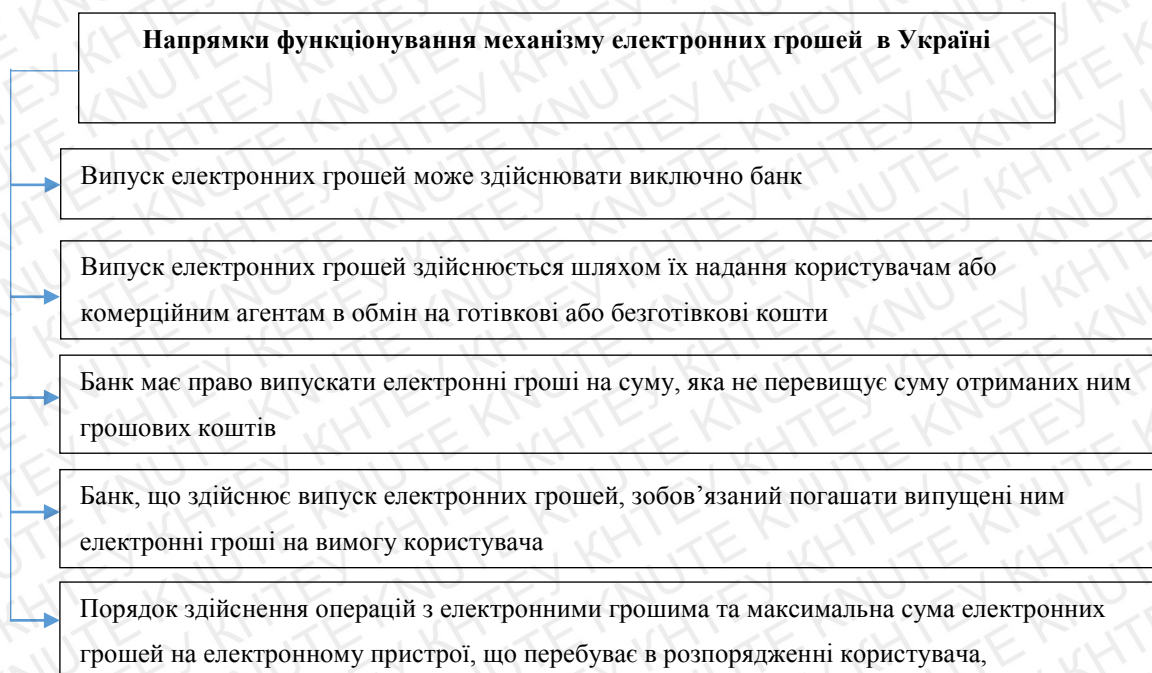 Напрямки функціонування механізму електронних грошей в Україні
Випуск електронних грошей може здійснювати виключно банк
Випуск електронних грошей здійснюється шляхом їх надання користувачам або
комерційним агентам в обмін на готівкові або безготівкові кошти
Банк має право випускати електронні гроші на суму, яка не перевищує суму отриманих ним
грошових коштів
Банк, що здійснює випуск електронних грошей, зобов’язаний погашати випущені ним
електронні гроші на вимогу користувача
Порядок здійснення операцій з електронними грошима та максимальна сума електронних
грошей на електронному пристрої, що перебуває в розпорядженні користувача,